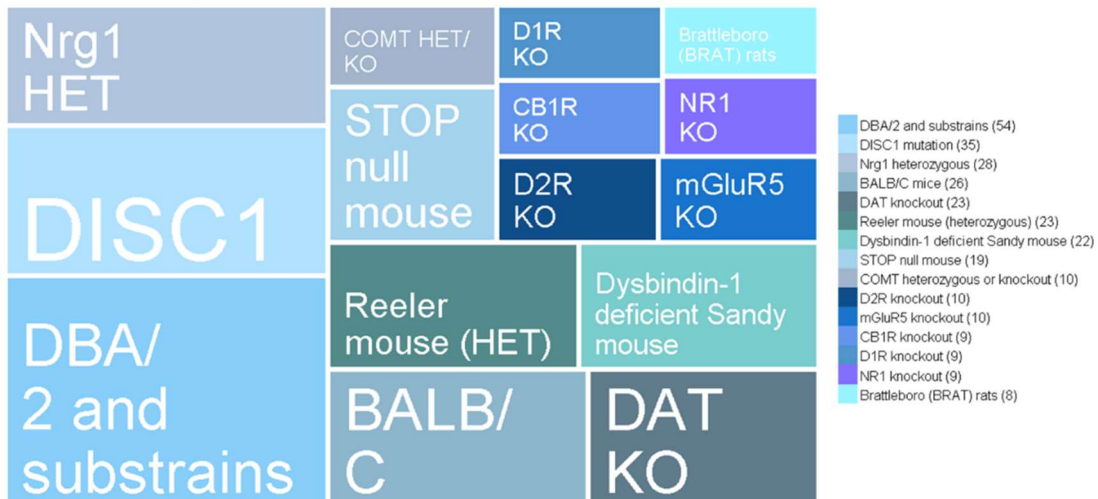 Nrg1
HET
DISC1
DBA/
2 and
substrains
COMT HET/
KO
STOP
null
mouse
D1R
KO
CB1R
KO
D2R
KO
Brattleboro
(BRAT) rats
NR1
KO
mGluR5
KO
Reeler
mouse (HET)
Dysbindin-1
deficient Sandy
mouse
BALB/
C
DAT
KO
DBA/2 and substrains (54)
DISC1 mutation (35)
Nrg1 heterozygous (28)
BALB/C mice (26)
DAT knockout (23)
Reeler mouse (heterozygous) (23)
Dysbindin-1 deficient Sandy mouse (22)
STOP null mouse (19)
COMT heterozygous or knockout (10)
D2R knockout (10)
mGluR5 knockout (10)
CB1R knockout (9)
D1R knockout (9)
NR1 knockout (9)
Brattleboro (BRAT) rats (8)